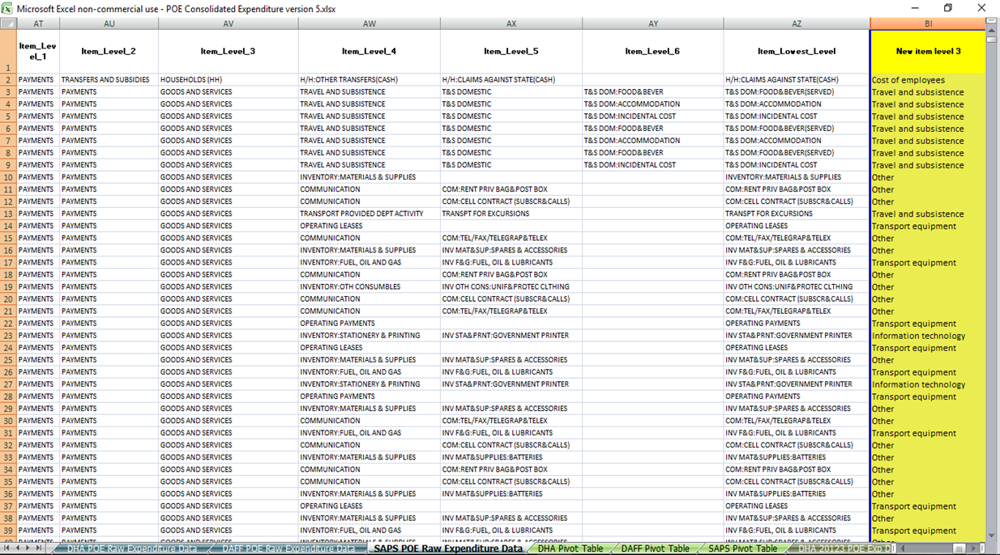 Microsoft Excel non-commercial use - POE Consolidated Expenditure version 5.xlsx
AT AU AV AW AX AY AZ BI
1 Item_Lev el_1 Item_Level_2 Item_Level_3 Item_Level_4 Item_Level_5 Item_Level_6 Item_Lowest_Level New item level 3
2 PAYMENTS TRANSFERS AND SUBSIDIES HOUSEHOLDS (HH) H/H:OTHER TRANSFERS(CASH) H/H:CLAIMS AGAINST STATE(CASH) H/H:CLAIMS AGAINST STATE(CASH) Cost of employees
3 PAYMENTS PAYMENTS GOODS AND SERVICES TRAVEL AND SUBSISTENCE T&S DOMESTIC T&S DOM:FOOD&BEVER T&S DOM:FOOD&BEVER(SERVED) Travel and subsistence
4 PAYMENTS PAYMENTS GOODS AND SERVICES TRAVEL AND SUBSISTENCE T&S DOMESTIC T&S DOM:ACCOMMODATION T&S DOM:ACCOMMODATION Travel and subsistence
5 PAYMENTS PAYMENTS GOODS AND SERVICES TRAVEL AND SUBSISTENCE T&S DOMESTIC T&S DOM:INCIDENTAL COST T&S DOM:INCIDENTAL COST Travel and subsistence
6 PAYMENTS PAYMENTS GOODS AND SERVICES TRAVEL AND SUBSISTENCE T&S DOMESTIC T&S DOM:FOOD&BEVER T&S DOM:FOOD&BEVER(SERVED) Travel and subsistence
7 PAYMENTS PAYMENTS GOODS AND SERVICES TRAVEL AND SUBSISTENCE T&S DOMESTIC T&S DOM:ACCOMMODATION T&S DOM:ACCOMMODATION Travel and subsistence
8 PAYMENTS PAYMENTS GOODS AND SERVICES TRAVEL AND SUBSISTENCE T&S DOMESTIC T&S DOM:FOOD&BEVER T&S DOM:FOOD&BEVER(SERVED) Travel and subsistence
9 PAYMENTS PAYMENTS GOODS AND SERVICES TRAVEL AND SUBSISTENCE T&S DOMESTIC T&S DOM:INCIDENTAL COST T&S DOM:INCIDENTAL COST Travel and subsistence
10 PAYMENTS PAYMENTS GOODS AND SERVICES INVENTORY:MATERIALS & SUPPLIES INVENTORY:MATERIALS & SUPPLIES Other
11 PAYMENTS PAYMENTS GOODS AND SERVICES COMMUNICATION COM:RENT PRIV BAG&POST BOX COM:RENT PRIV BAG&POST BOX Other
12 PAYMENTS PAYMENTS GOODS AND SERVICES COMMUNICATION COM:CELL CONTRACT (SUBSCR&CALLS) COM:CELL CONTRACT (SUBSCR&CALLS) Other
13 PAYMENTS PAYMENTS GOODS AND SERVICES TRANSPORT PROVIDED DEPT ACTIVITY TRANSPT FOR EXCURSIONS TRANSPT FOR EXCURSIONS Travel and subsistence
14 PAYMENTS PAYMENTS GOODS AND SERVICES OPERATING LEASES OPERATING LEASES Transport equipment
15 PAYMENTS PAYMENTS GOODS AND SERVICES COMMUNICATION COM:TEL/FAX/TELEGRAP&TELEX COM:TEL/FAX/TELEGRAP&TELEX Other
16 PAYMENTS PAYMENTS GOODS AND SERVICES INVENTORY:MATERIALS & SUPPLIES INV MAT&SUP:SPARES & ACCESSORIES INV MAT&SUP:SPARES & ACCESSORIES Other
17 PAYMENTS PAYMENTS GOODS AND SERVICES INVENTORY:FUEL, OIL AND GAS INV F&G:FUEL, OIL & LUBRICANTS INV F&G:FUEL, OIL & LUBRICANTS Transport equipment
18 PAYMENTS PAYMENTS GOODS AND SERVICES COMMUNICATION COM:RENT PRIV BAG&POST BOX COM:RENT PRIV BAG&POST BOX Other
19 PAYMENTS PAYMENTS GOODS AND SERVICES INVENTORY:OTH CONSUMBLES INV OTH CONS:UNIF&PROTEC CLTHING INV OTH CONS:UNIF&PROTEC CLTHING Other
20 PAYMENTS PAYMENTS GOODS AND SERVICES COMMUNICATION COM:CELL CONTRACT (SUBSCR&CALLS) COM:CELL CONTRACT (SUBSCR&CALLS) Other
21 PAYMENTS PAYMENTS GOODS AND SERVICES COMMUNICATION COM:TEL/FAX/TELEGRAP&TELEX COM:TEL/FAX/TELEGRAP&TELEX Other
22 PAYMENTS PAYMENTS GOODS AND SERVICES OPERATING PAYMENTS OPERATING PAYMENTS Transport equipment
23 PAYMENTS PAYMENTS GOODS AND SERVICES INVENTORY:STATIONERY & PRINTING INV STA&PRNT:GOVERNMENT PRINTER INV STA&PRNT:GOVERNMENT PRINTER Information technology
24 PAYMENTS PAYMENTS GOODS AND SERVICES OPERATING LEASES OPERATING LEASES Transport equipment
25 PAYMENTS PAYMENTS GOODS AND SERVICES INVENTORY:MATERIALS & SUPPLIES INV MAT&SUP:SPARES & ACCESSORIES INV MAT&SUP:SPARES & ACCESSORIES Other
26 PAYMENTS PAYMENTS GOODS AND SERVICES INVENTORY:FUEL, OIL AND GAS INV F&G:FUEL, OIL & LUBRICANTS INV F&G:FUEL, OIL & LUBRICANTS Transport equipment
27 PAYMENTS PAYMENTS GOODS AND SERVICES INVENTORY:STATIONERY & PRINTING INV STA&PRNT:GOVERNMENT PRINTER INV STA&PRNT:GOVERNMENT PRINTER Information technology
28 PAYMENTS PAYMENTS GOODS AND SERVICES OPERATING PAYMENTS OPERATING PAYMENTS Transport equipment
29 PAYMENTS PAYMENTS GOODS AND SERVICES INVENTORY:MATERIALS & SUPPLIES INV MAT&SUP:SPARES & ACCESSORIES INV MAT&SUP:SPARES & ACCESSORIES Other
30 PAYMENTS PAYMENTS GOODS AND SERVICES COMMUNICATION COM:TEL/FAX/TELEGRAP&TELEX COM:TEL/FAX/TELEGRAP&TELEX Other
31 PAYMENTS PAYMENTS GOODS AND SERVICES INVENTORY:FUEL, OIL AND GAS INV F&G:FUEL, OIL & LUBRICANTS INV F&G:FUEL, OIL & LUBRICANTS Transport equipment
32 PAYMENTS PAYMENTS GOODS AND SERVICES COMMUNICATION COM:CELL CONTRACT (SUBSCR&CALLS) COM:CELL CONTRACT (SUBSCR&CALLS) Other
33 PAYMENTS PAYMENTS GOODS AND SERVICES INVENTORY:MATERIALS & SUPPLIES INV MAT&SUPPLIES:BATTERIES INV MAT&SUPPLIES:BATTERIES Other
34 PAYMENTS PAYMENTS GOODS AND SERVICES COMMUNICATION COM:RENT PRIV BAG&POST BOX COM:RENT PRIV BAG&POST BOX Other
35 PAYMENTS PAYMENTS GOODS AND SERVICES COMMUNICATION COM:CELL CONTRACT (SUBSCR&CALLS) COM:CELL CONTRACT (SUBSCR&CALLS) Other
36 PAYMENTS PAYMENTS GOODS AND SERVICES INVENTORY:MATERIALS & SUPPLIES INV MAT&SUPPLIES:BATTERIES INV MAT&SUPPLIES:BATTERIES Other
37 PAYMENTS PAYMENTS GOODS AND SERVICES OPERATING LEASES OPERATING LEASES Transport equipment
38 PAYMENTS PAYMENTS GOODS AND SERVICES INVENTORY:MATERIALS & SUPPLIES INV MAT&SUP:SPARES & ACCESSORIES INV MAT&SUP:SPARES & ACCESSORIES Other
39 PAYMENTS PAYMENTS GOODS AND SERVICES INVENTORY:FUEL, OIL AND GAS INV F&G:FUEL, OIL & LUBRICANTS INV F&G:FUEL, OIL & LUBRICANTS Transport equipment
DHA POE Raw Expenditure Data DAFF POE Raw Expenditure Data SAPS POE Raw Expenditure Data DHA Pivot Table DAFF Pivot Table SAPS Pivot Table DHA 20123 POE Exp D